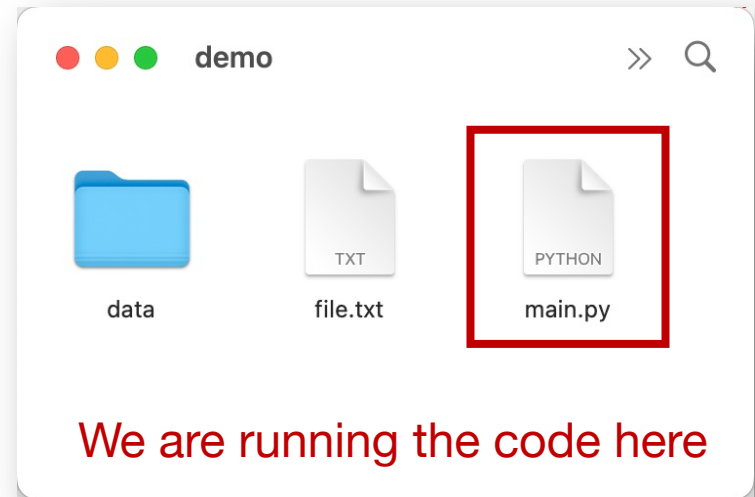 demo
TXT
PYTHON
data
file.txt
main.py
We are running the code here